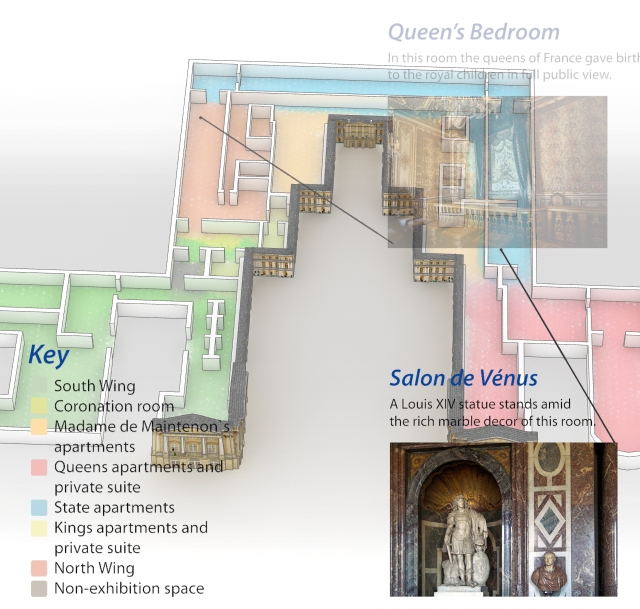 Queen's Bedroom
In this room the queens of France gave birth
to the royal children in full public view.
Key
South Wing
Coronation room
Madame de Maintenon`s
apartments
Queens apartments and
private suite
State apartments
Kings apartments and
private suite
North Wing
Non-exhibition space
Salon de Vénus
A Louis XIV statue stands amid
the rich marble decor of this room.